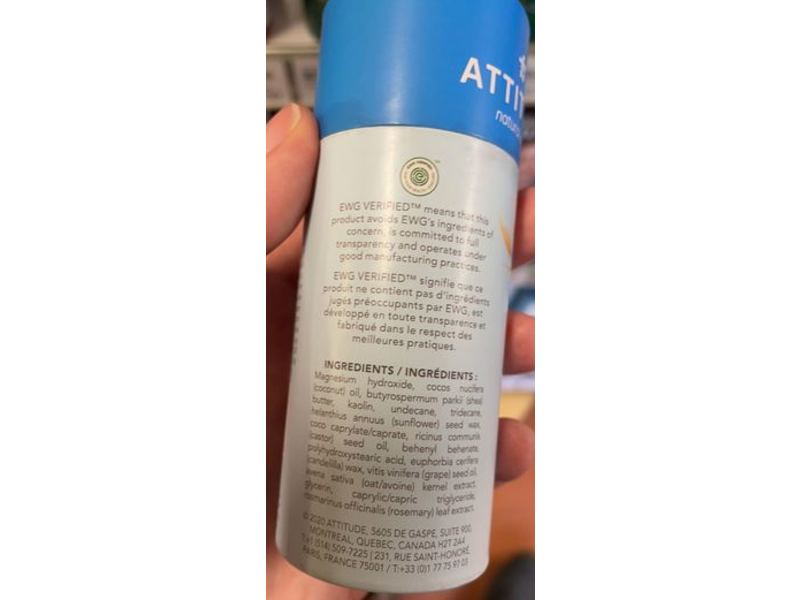 ATTIT
natura
EWG VERIFIED™ means that this
product avoids EWG's ingredients of
concern, is committed to full
transparency and operates under
good manufacturing practices.
EWG VERIFIED™ signifie que ce
produit ne contient pas d'ingrédients
jugés préoccupants par EWG, est
développé en toute transparence et
fabriqué dans le respect des
meilleures pratiques.
INGREDIENTS / INGRÉDIENTS :
Magnesium hydroxide, cocos nucifera
(coconut) oil, butyrospermum parkii (shea)
butter, kaolin, undecane, tridecane,
helianthus annuus (sunflower) seed wax,
coco caprylate/caprate, ricinus communis
(castor) seed oil, behenyl behenate,
polyhydroxystearic acid, euphorbia cerifera
(candelilla) wax, vitis vinifera (grape) seed oil,
avena sativa (oat/avoine) kernel extract,
glycerin, caprylic/capric triglyceride,
rosmarinus officinalis (rosemary) leaf extract.
© 2020 ATTITUDE, 5605 DE GASPE, SUITE 900,
MONTREAL, QUEBEC, CANADA H2T 2A4
T.:1 (514) 509-7225 | 231, RUE SAINT-HONORÉ,
PARIS, FRANCE 75001 / T:+33 (0)1 77 75 97 03